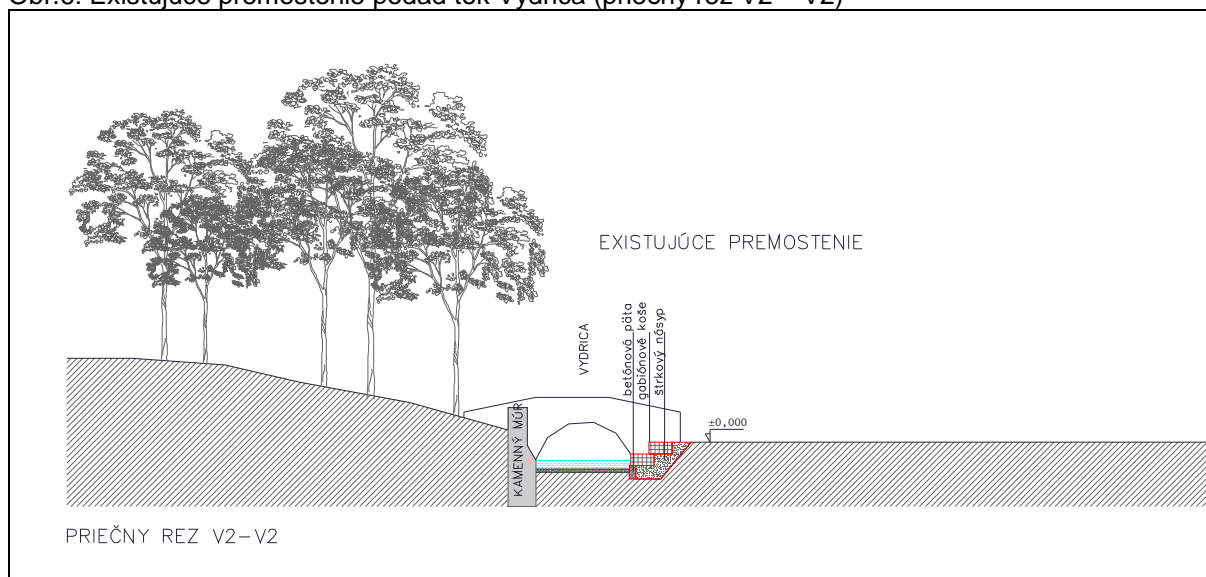 Obr.6. Existujúce premostenie ponad tok Vydrica (priečny rez V2 – V2)
EXISTUJÚCE PREMOSTENIE
VYDRICA
betónová päta
gabiónové koše
štrkový násyp
±0,000
KAMENNÝ MÚR
PRIEČNY REZ V2-V2